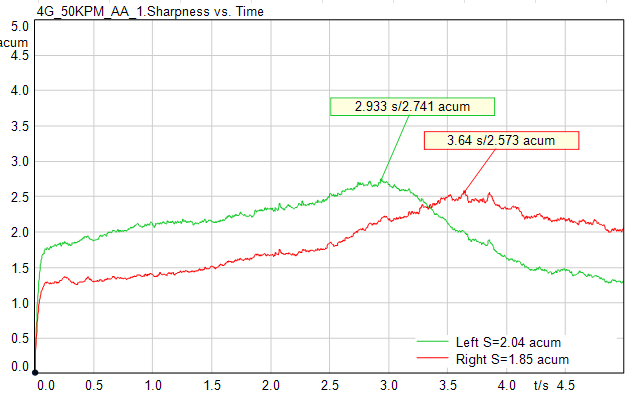 4G_50KPM_AA_1.Sharpness vs. Time
5.0
acum
4.5
4.0
3.5
3.0
2.5
2.0
1.5
1.0
0.5
0.0
2.933 s/2.741 acum
3.64 s/2.573 acum
Left S=2.04 acum
Right S=1.85 acum
0.0 0.5 1.0 1.5 2.0 2.5 3.0 3.5 4.0 t/s 4.5